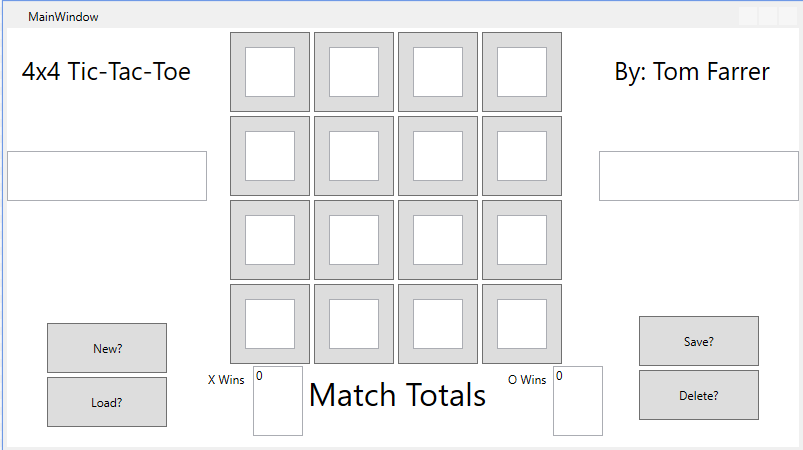 MainWindow
4x4 Tic-Tac-Toe
By: Tom Farrer
New?
Load?
X Wins
0
Match Totals
O Wins
0
Save?
Delete?